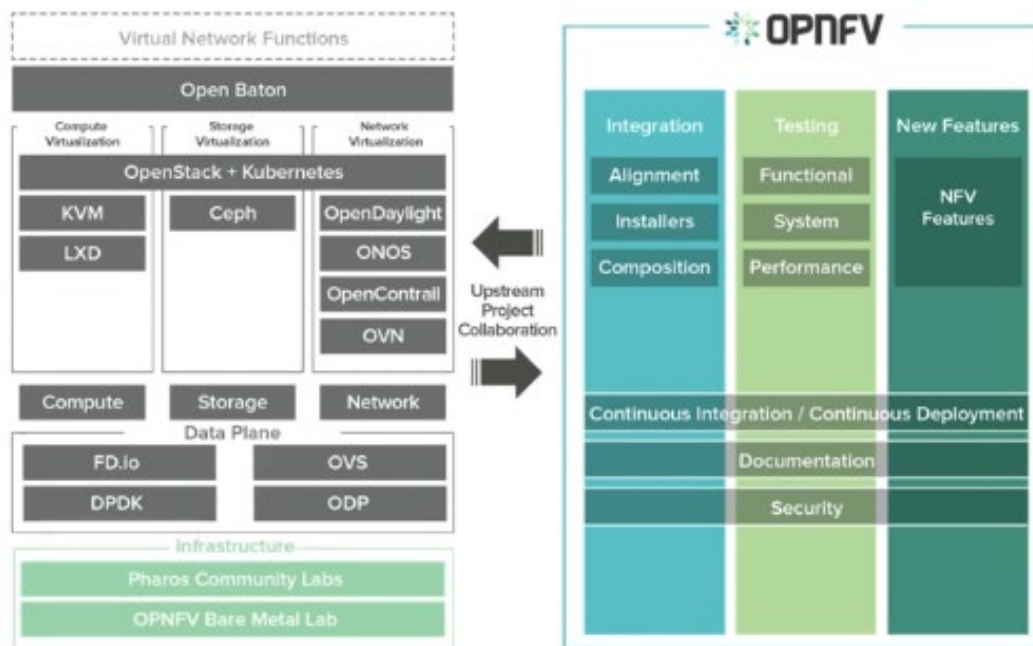 Virtual Network Functions
Open Baton
Compute
Virtualization
Storage
Virtualization
Network
Virtualization
OpenStack + Kubernetes
KVM
Ceph
OpenDaylight
LXD
ONOS
OpenContrail
OVN
Compute
Storage
Network
Data Plane
FD.io
OVS
DPDK
ODP
Infrastructure
Pharos Community Labs
OPNFV Bare Metal Lab
Upstream
Project
Collaboration
OPNFV
Integration
Testing
New Features
Alignment
Functional
NFV
Features
Installers
System
Composition
Performance
Continuous Integration / Continuous Deployment
Documentation
Security